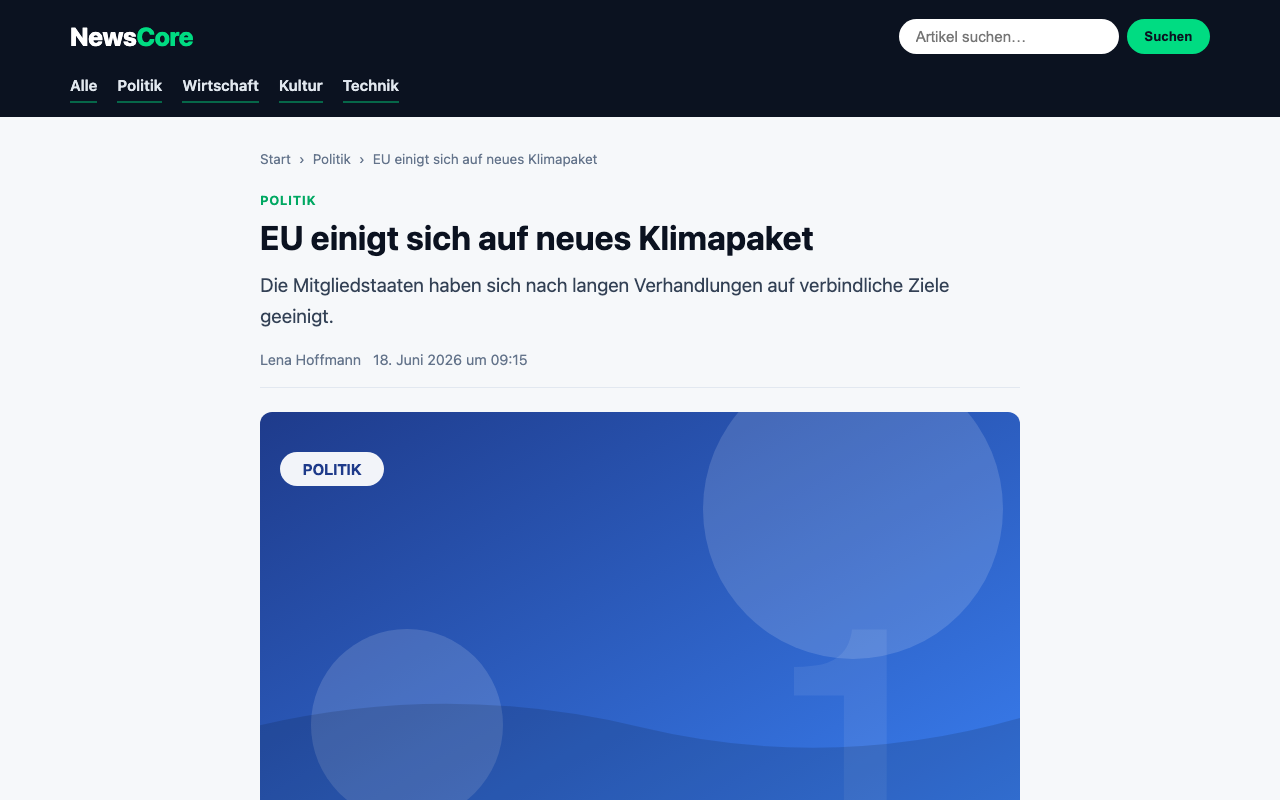 NewsCore
Artikel suchen...
Suchen
Alle Politik Wirtschaft Kultur Technik
Start › Politik › EU einigt sich auf neues Klimapaket
POLITIK
EU einigt sich auf neues Klimapaket
Die Mitgliedstaaten haben sich nach langen Verhandlungen auf verbindliche Ziele
geeinigt.
Lena Hoffmann 18. Juni 2026 um 09:15
POLITIK
1